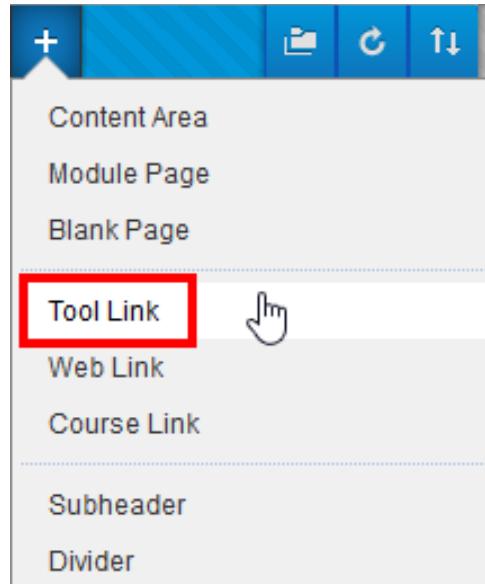 Content Area
Module Page
Blank Page
Tool Link
Web Link
Course Link
Subheader
Divider